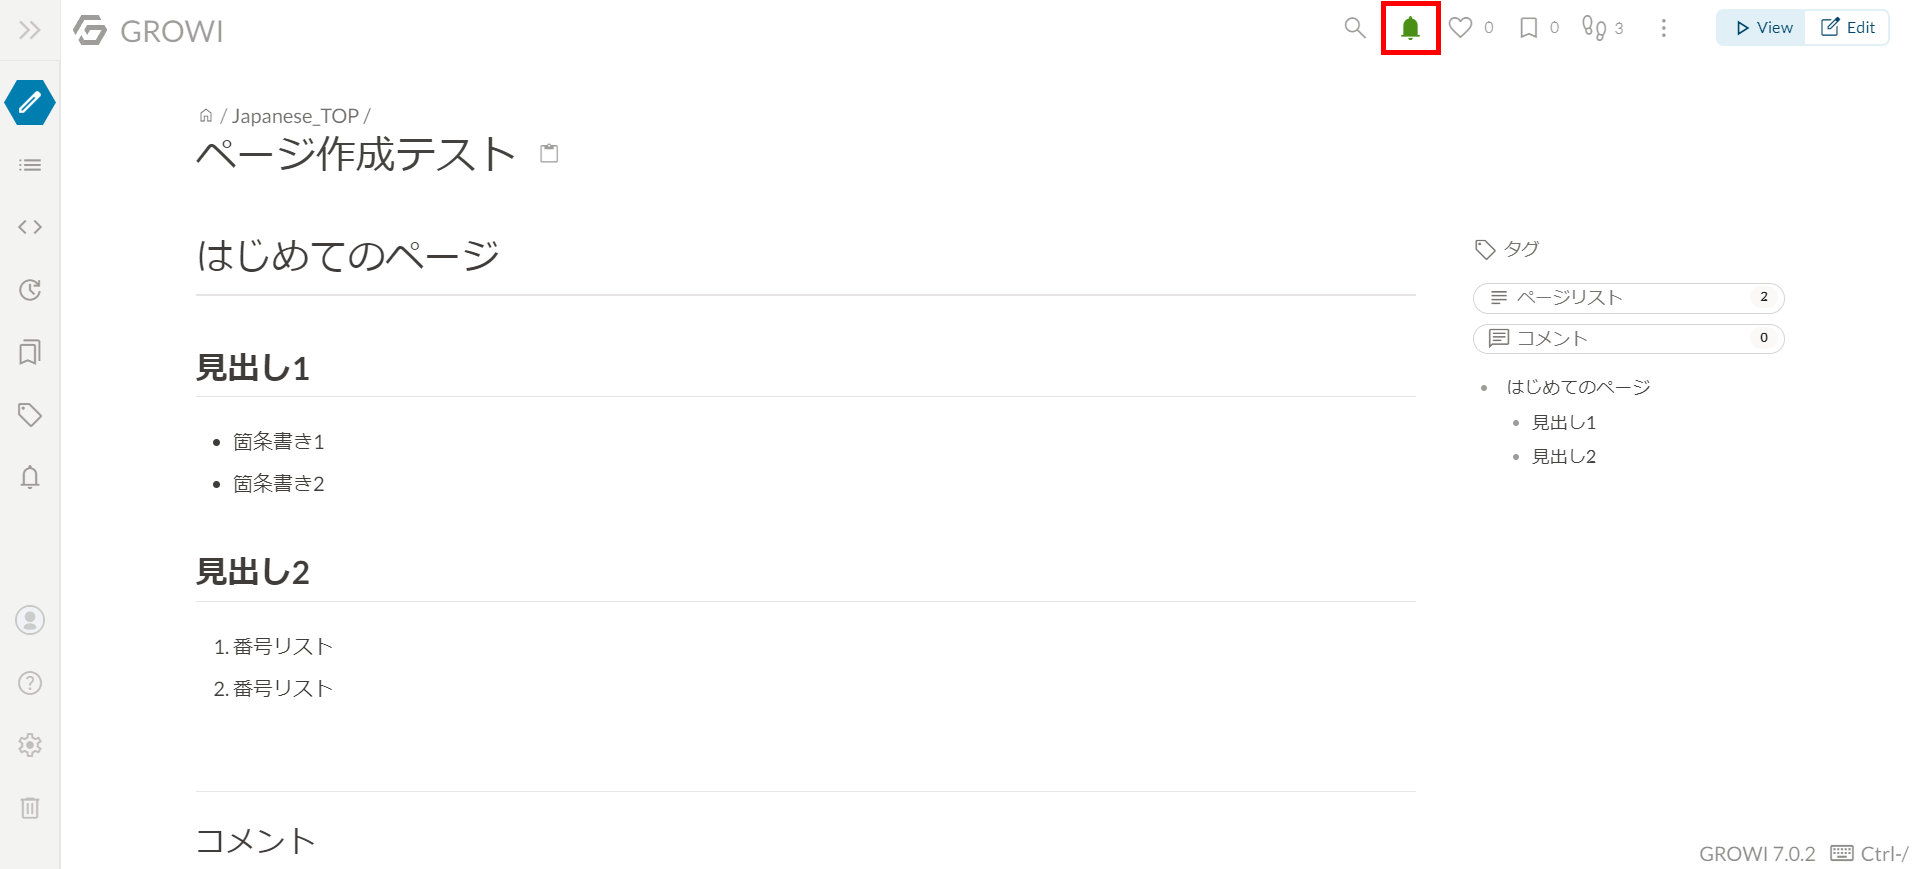 GROWI
0
0
3
View
Edit
/ Japanese_TOP /
ページ作成テスト
はじめてのページ
見出し1
• 箇条書き1
• 箇条書き2
見出し2
1. 番号リスト
2. 番号リスト
コメント
タグ
ページリスト 2
コメント 0
• はじめてのページ
• 見出し1
• 見出し2
GROWI 7.0.2 Ctrl-/